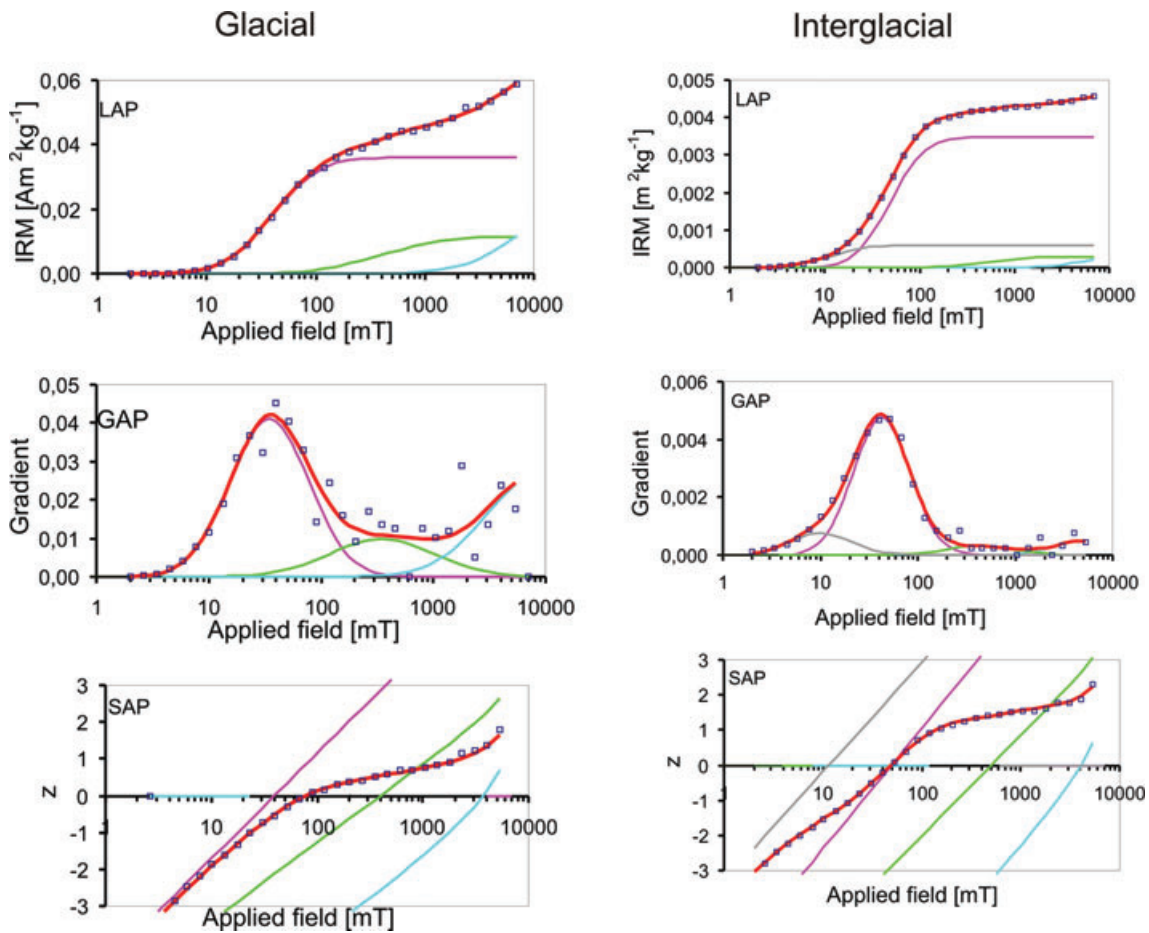 Glacial
Interglacial
0,06
0,04
0,02
0,00
IRM [Am ²kg⁻¹]
LAP
1 10 100 1000 10000
Applied field [mT]
0,005
0,004
0,003
0,002
0,001
0,000
IRM [m ²kg⁻¹]
LAP
1 10 100 1000 10000
Applied field [mT]
0,05
0,04
0,03
0,02
0,01
0,00
Gradient
GAP
1 10 100 1000 10000
Applied field [mT]
0,006
0,004
0,002
0,000
Gradient
GAP
1 10 100 1000 10000
Applied field [mT]
3
2
1
0
-1
-2
-3
z
SAP
10 100 1000 10000
Applied field [mT]
3
2
1
0
-1
-2
-3
z
SAP
1 10 100 1000 10000
Applied field [mT]